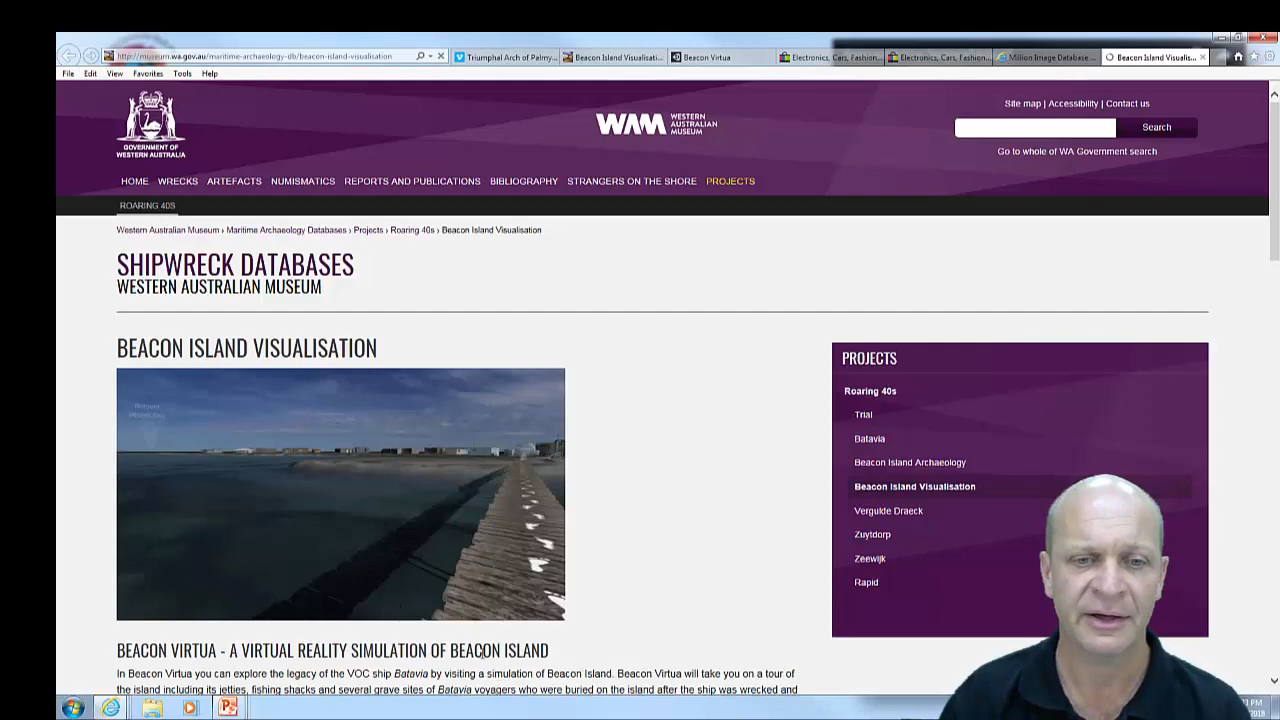 http://museum.wa.gov.au/maritime-archaeology-db/beacon-island-visualisation
Triumphal Arch of Palmy...
Beacon Island Visualisati...
Beacon Virtua
Electronics, Cars, Fashion...
Electronics, Cars, Fashion...
Million Image Database ...
Beacon Island Visualis...
File Edit View Favorites Tools Help
GOVERNMENT OF
WESTERN AUSTRALIA
WAM
WESTERN
AUSTRALIAN
MUSEUM
Site map | Accessibility | Contact us
Search
Go to whole of WA Government search
HOME WRECKS ARTEFACTS NUMISMATICS REPORTS AND PUBLICATIONS BIBLIOGRAPHY STRANGERS ON THE SHORE PROJECTS
ROARING 40S
Western Australian Museum › Maritime Archaeology Databases › Projects › Roaring 40s › Beacon Island Visualisation
SHIPWRECK DATABASES
WESTERN AUSTRALIAN MUSEUM
BEACON ISLAND VISUALISATION
BEACON VIRTUA - A VIRTUAL REALITY SIMULATION OF BEACON ISLAND
In Beacon Virtua you can explore the legacy of the VOC ship Batavia by visiting a simulation of Beacon Island. Beacon Virtua will take you on a tour of
the island including its jetties, fishing shacks and several grave sites of Batavia voyagers who were buried on the island after the ship was wrecked and
PROJECTS
Roaring 40s
Trial
Batavia
Beacon Island Archaeology
Beacon Island Visualisation
Vergulde Draeck
Zuytdorp
Zeewijk
Rapid